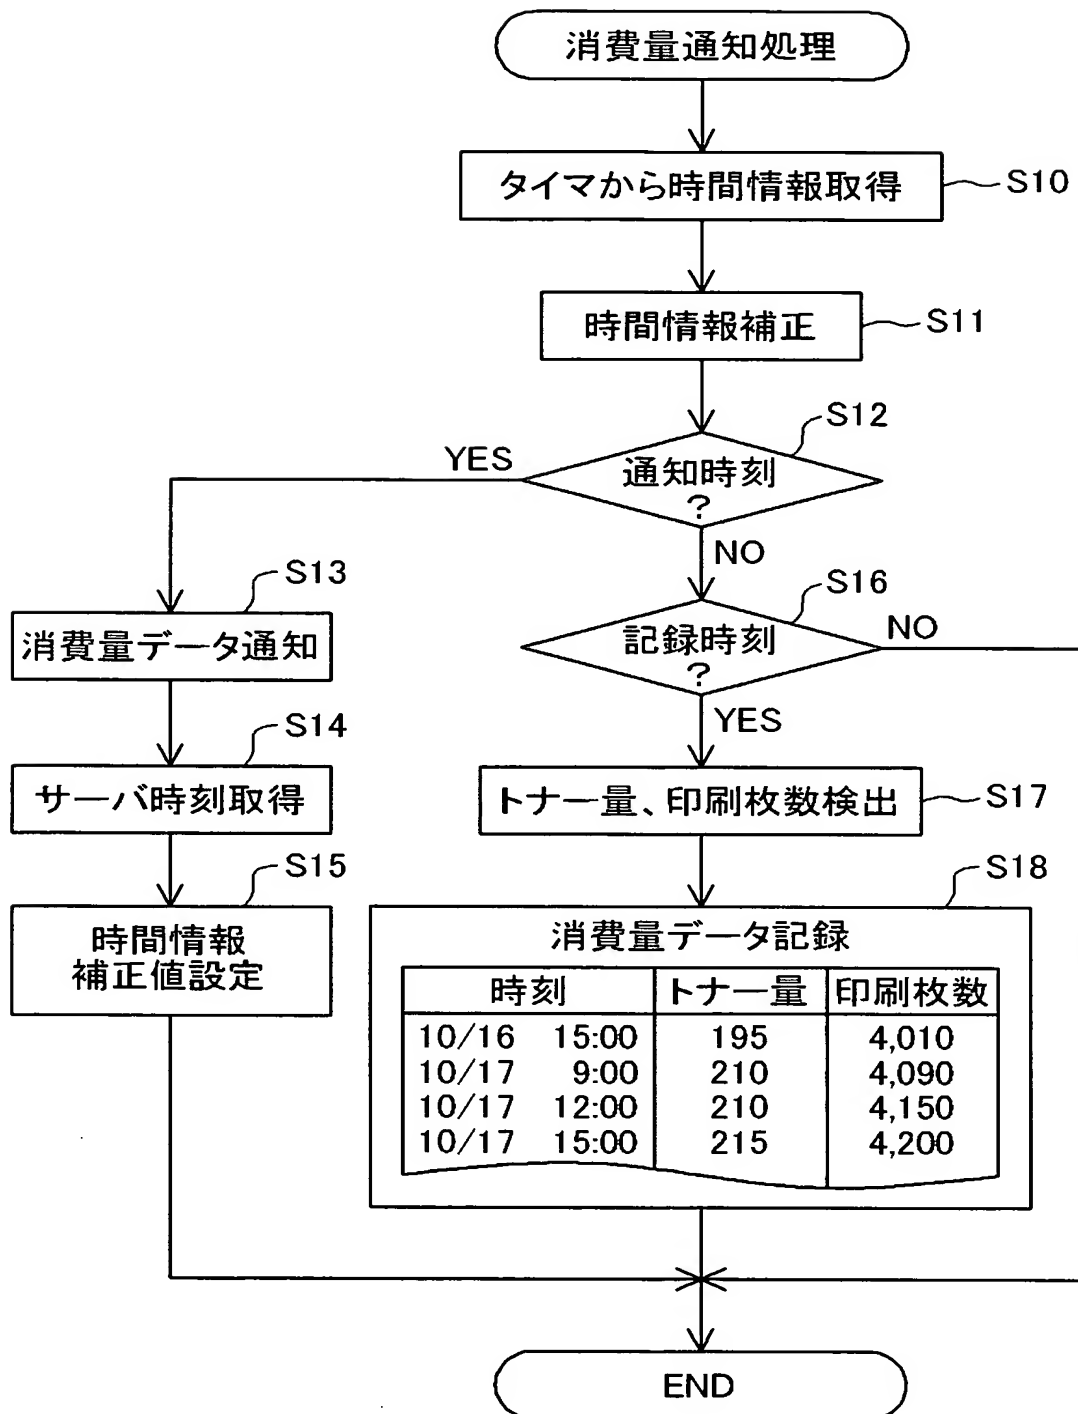 消費量通知処理
タイマから時間情報取得
S10
時間情報補正
S11
S12
通知時刻
?
YES
NO
S13
消費量データ通知
S14
サーバ時刻取得
S15
時間情報
補正値設定
S16
記録時刻
?
NO
YES
トナー量、印刷枚数検出
S17
S18
消費量データ記録
時刻 トナー量 印刷枚数
10/16 15:00 195 4,010
10/17 9:00 210 4,090
10/17 12:00 210 4,150
10/17 15:00 215 4,200
END